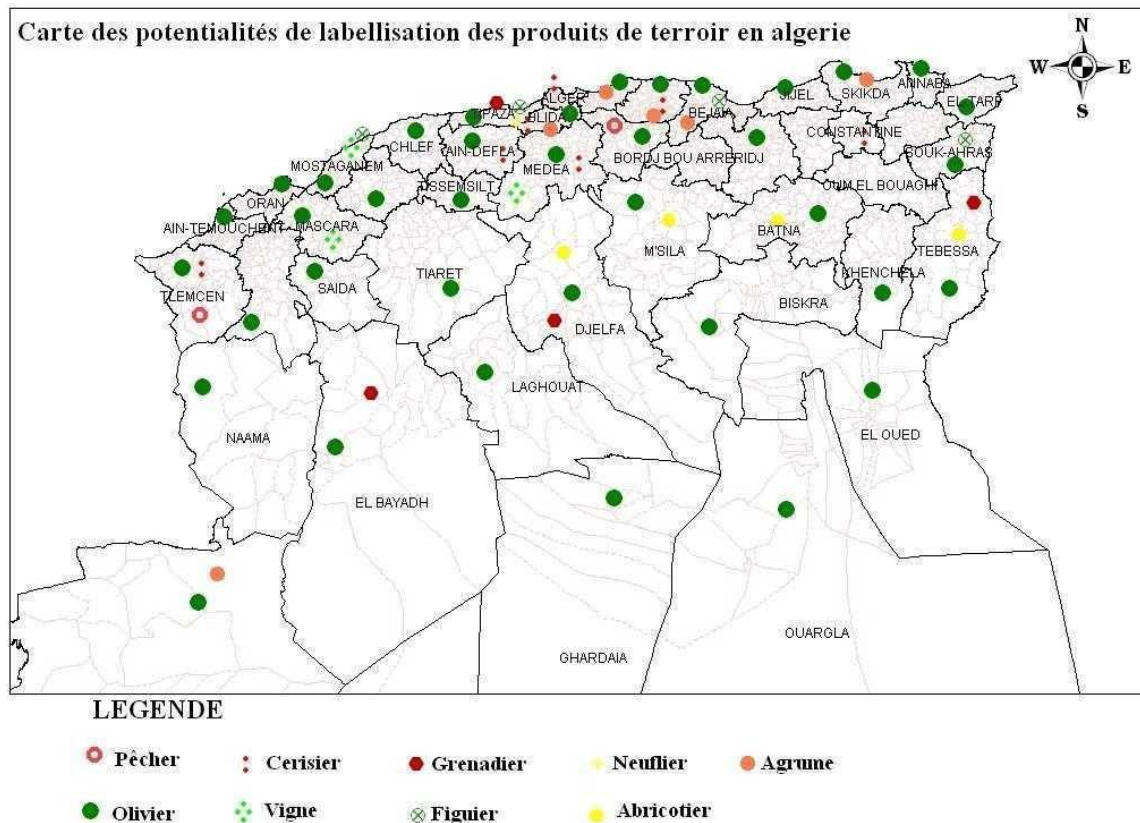 Carte des potentialités de labellisation des produits de terroir en algerie
N
W E
S
ALGER
TIPAZA
BLIDA
BEJAIA
JIJEL
SKIKDA
ANNABA
EL-TARF
CHLEF
AIN-DEFLA
MEDEA
BORDJ BOU ARRERIDJ
CONSTANTINE
SOUK-AHRAS
MOSTAGANEM
TISSEMSILT
OUM EL BOUAGHI
ORAN
AIN-TEMOUCHENT
MASCARA
M'SILA
BATNA
TEBESSA
TLEMCEN
SAIDA
TIARET
KHENCHELA
BISKRA
DJELFA
LAGHOUAT
NAAMA
EL OUED
EL BAYADH
OUARGLA
GHARDAIA
LEGENDE
Pêcher Cerisier Grenadier Neuflier Agrume
Olivier Vigne Figuier Abricotier